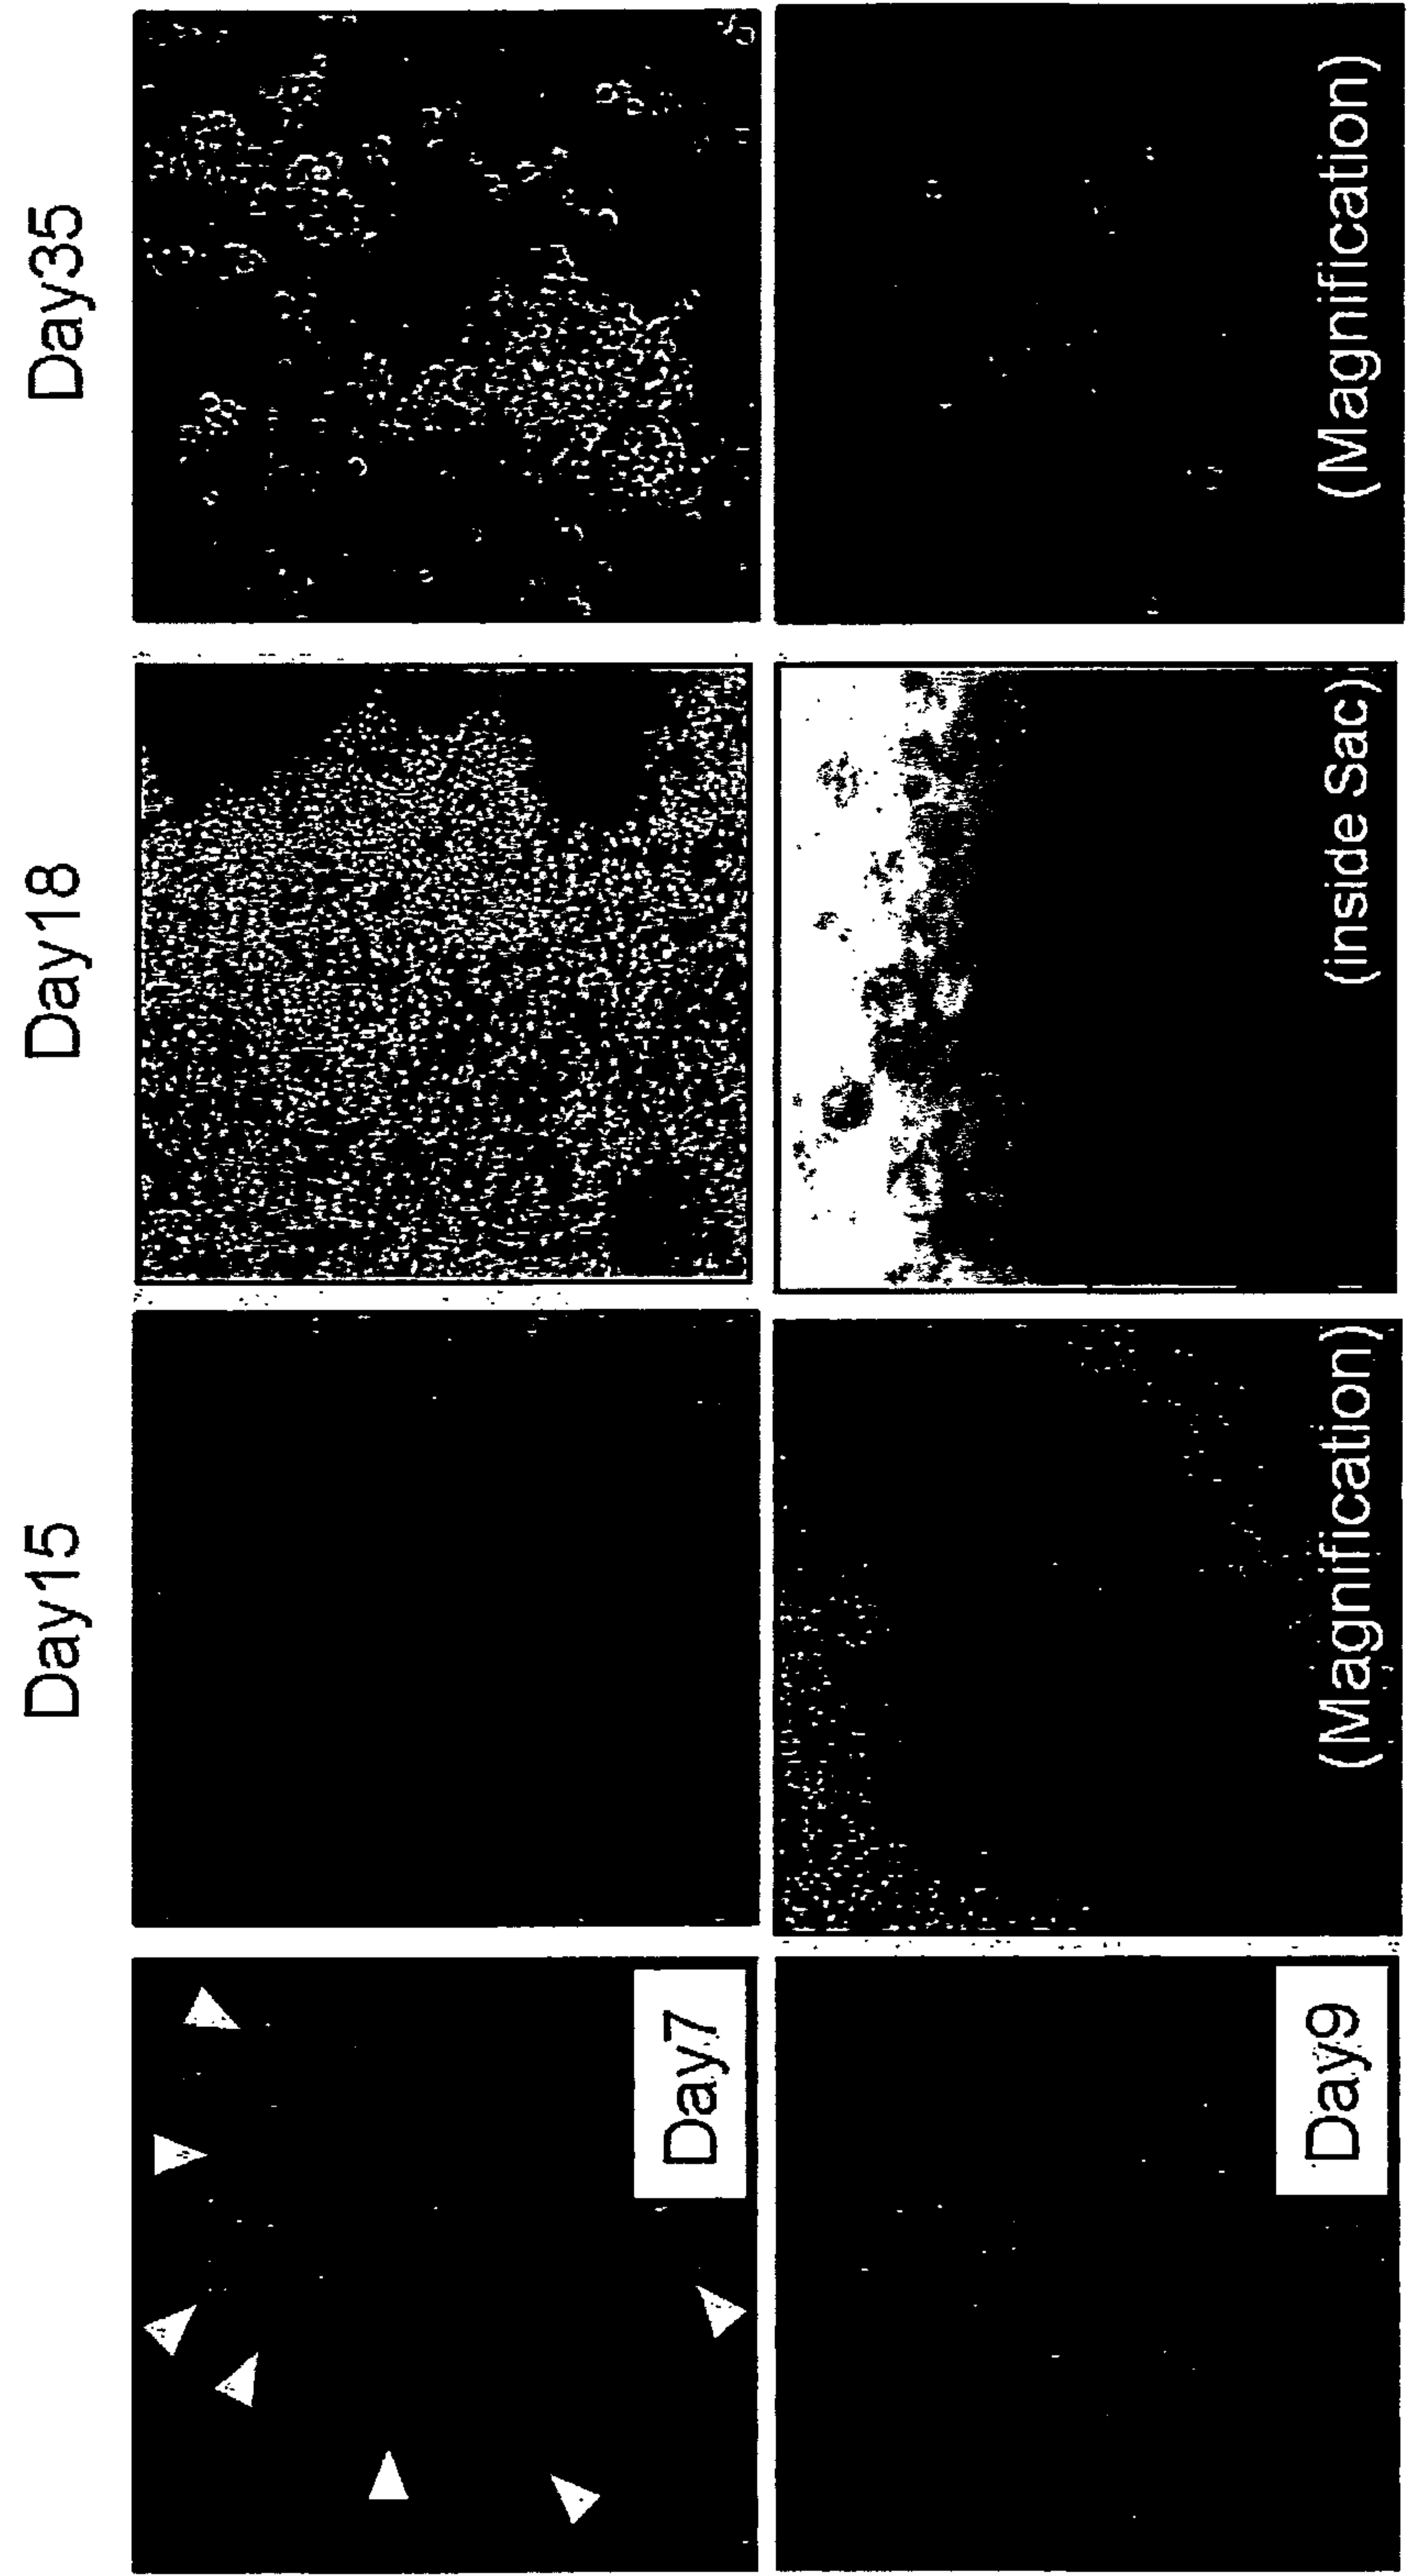 Day15
Day18
Day35
Day7
Day9
(Magnification)
(inside Sac)
(Magnification)